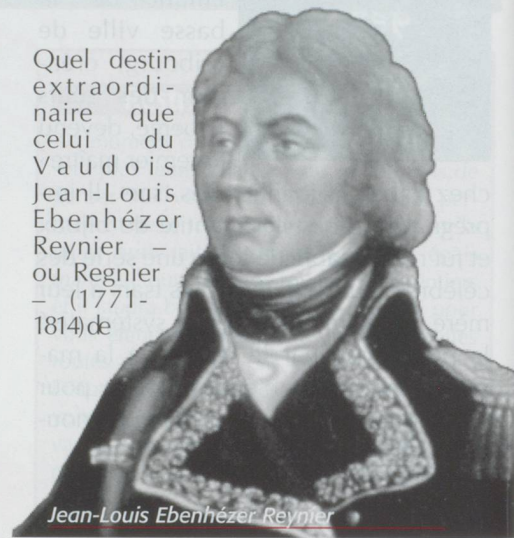 Quel destin
extraordi-
naire que
celui du
Vaudois
Jean-Louis
Ebenhézer
Reynier –
ou Regnier
– (1771-
1814) de
Jean-Louis Ebenhézer Reynier